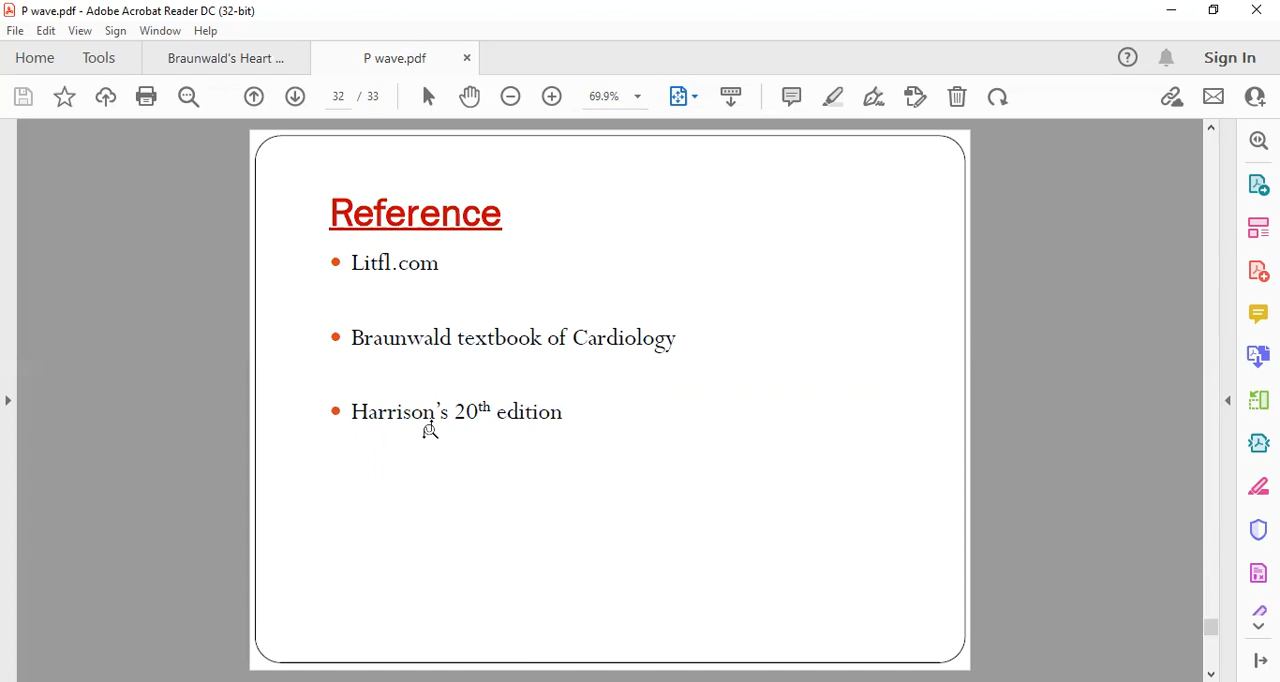 P wave.pdf - Adobe Acrobat Reader DC (32-bit)
File Edit View Sign Window Help
Home Tools Braunwald's Heart ... P wave.pdf Sign In
32 / 33 69.9%
Reference
• Litfl.com
• Braunwald textbook of Cardiology
• Harrison's 20th edition